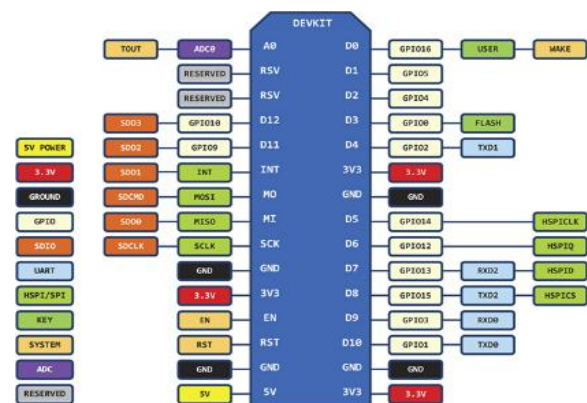 DEVKIT
TOUT ADC0 A0 D0 GPIO16 USER WAKE
RESERVED RSV D1 GPIO5
RESERVED RSV D2 GPIO4
SDD3 GPIO10 D12 D3 GPIO0 FLASH
SDD2 GPIO9 D11 D4 GPIO2 TXD1
SDD1 INT INT 3V3 3.3V
SDCMD MOSI MO GND GND
SDD0 MISO MI D5 GPIO14 HSPICLK
SDCLK SCLK SCK D6 GPIO12 HSPIQ
GND GND D7 GPIO13 RXD2 HSPID
3.3V 3V3 D8 GPIO15 TXD2 HSPICS
EN EN D9 GPIO3 RXD0
RST RST D10 GPIO1 TXD0
GND GND GND GND
5V 5V 3V3 3.3V
5V POWER
3.3V
GROUND
GPIO
SDIO
UART
HSPI/SPI
KEY
SYSTEM
ADC
RESERVED